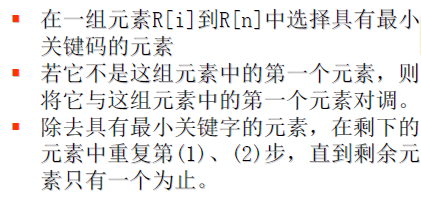 ▪ 在一组元素R[i]到R[n]中选择具有最小
关键码的元素
▪ 若它不是这组元素中的第一个元素，则
将它与这组元素中的第一个元素对调。
▪ 除去具有最小关键字的元素，在剩下的
元素中重复第(1)、(2)步，直到剩余元
素只有一个为止。